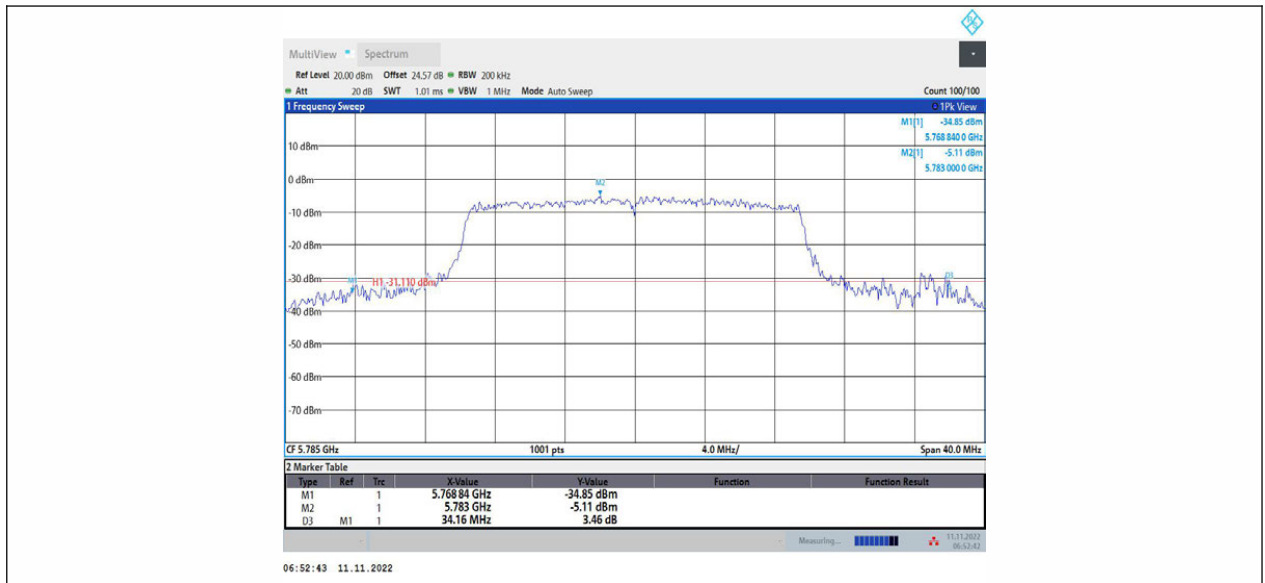 MultiView Spectrum
Ref Level 20.00 dBm Offset 24.57 dB RBW 200 kHz
Att 20 dB SWT 1.01 ms VBW 1 MHz Mode Auto Sweep Count 100/100
1 Frequency Sweep 1Pk View
M1[1] -34.85 dBm
5.768 840 0 GHz
10 dBm
M2[1] -5.11 dBm
5.783 000 0 GHz
0 dBm
M2
-10 dBm
-20 dBm
-30 dBm M1 H1 -31.110 dBm D3
-40 dBm
-50 dBm
-60 dBm
-70 dBm
CF 5.785 GHz 1001 pts 4.0 MHz/ Span 40.0 MHz
2 Marker Table
Type Ref Trc X-Value Y-Value Function Function Result
M1 1 5.768 84 GHz -34.85 dBm
M2 1 5.783 GHz -5.11 dBm
D3 M1 1 34.16 MHz 3.46 dB
Measuring... 11.11.2022
06:52:42
06:52:43 11.11.2022